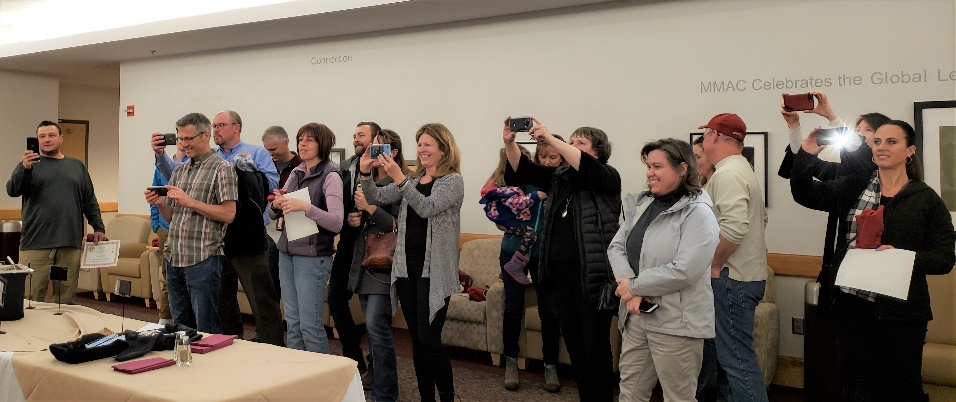 Connection
MMAC Celebrates the Global Le